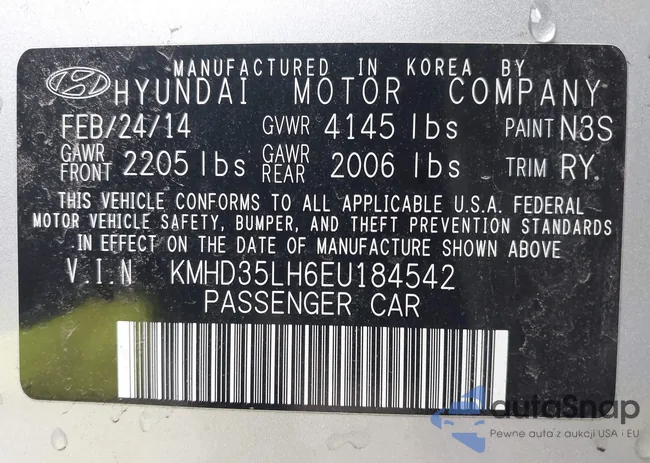 MANUFACTURED IN KOREA BY
HYUNDAI MOTOR COMPANY
FEB/24/14 GVWR 4145 lbs PAINT N3S
GAWR FRONT 2205 lbs GAWR REAR 2006 lbs TRIM RY.
THIS VEHICLE CONFORMS TO ALL APPLICABLE U.S.A. FEDERAL
MOTOR VEHICLE SAFETY, BUMPER, AND THEFT PREVENTION STANDARDS
IN EFFECT ON THE DATE OF MANUFACTURE SHOWN ABOVE
V.I.N KMHD35LH6EU184542
PASSENGER CAR
autaSnap
Pewne auta z aukcji USA i EU